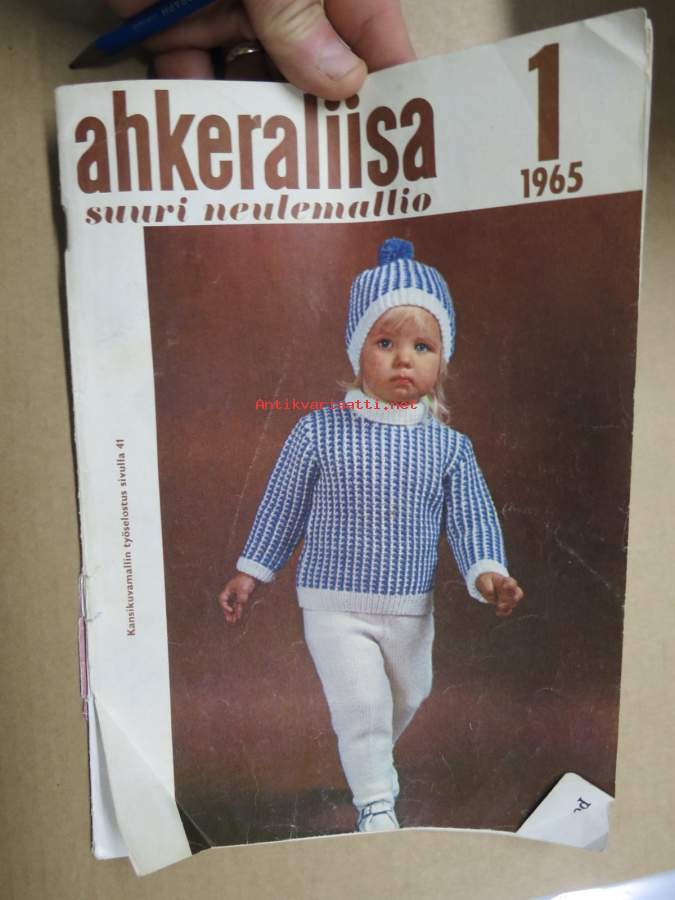 ahkeraliisa
suuri neulemallio
1
1965
Antikvariaatti.net
Kansikuvamallin työselostus sivulla 41